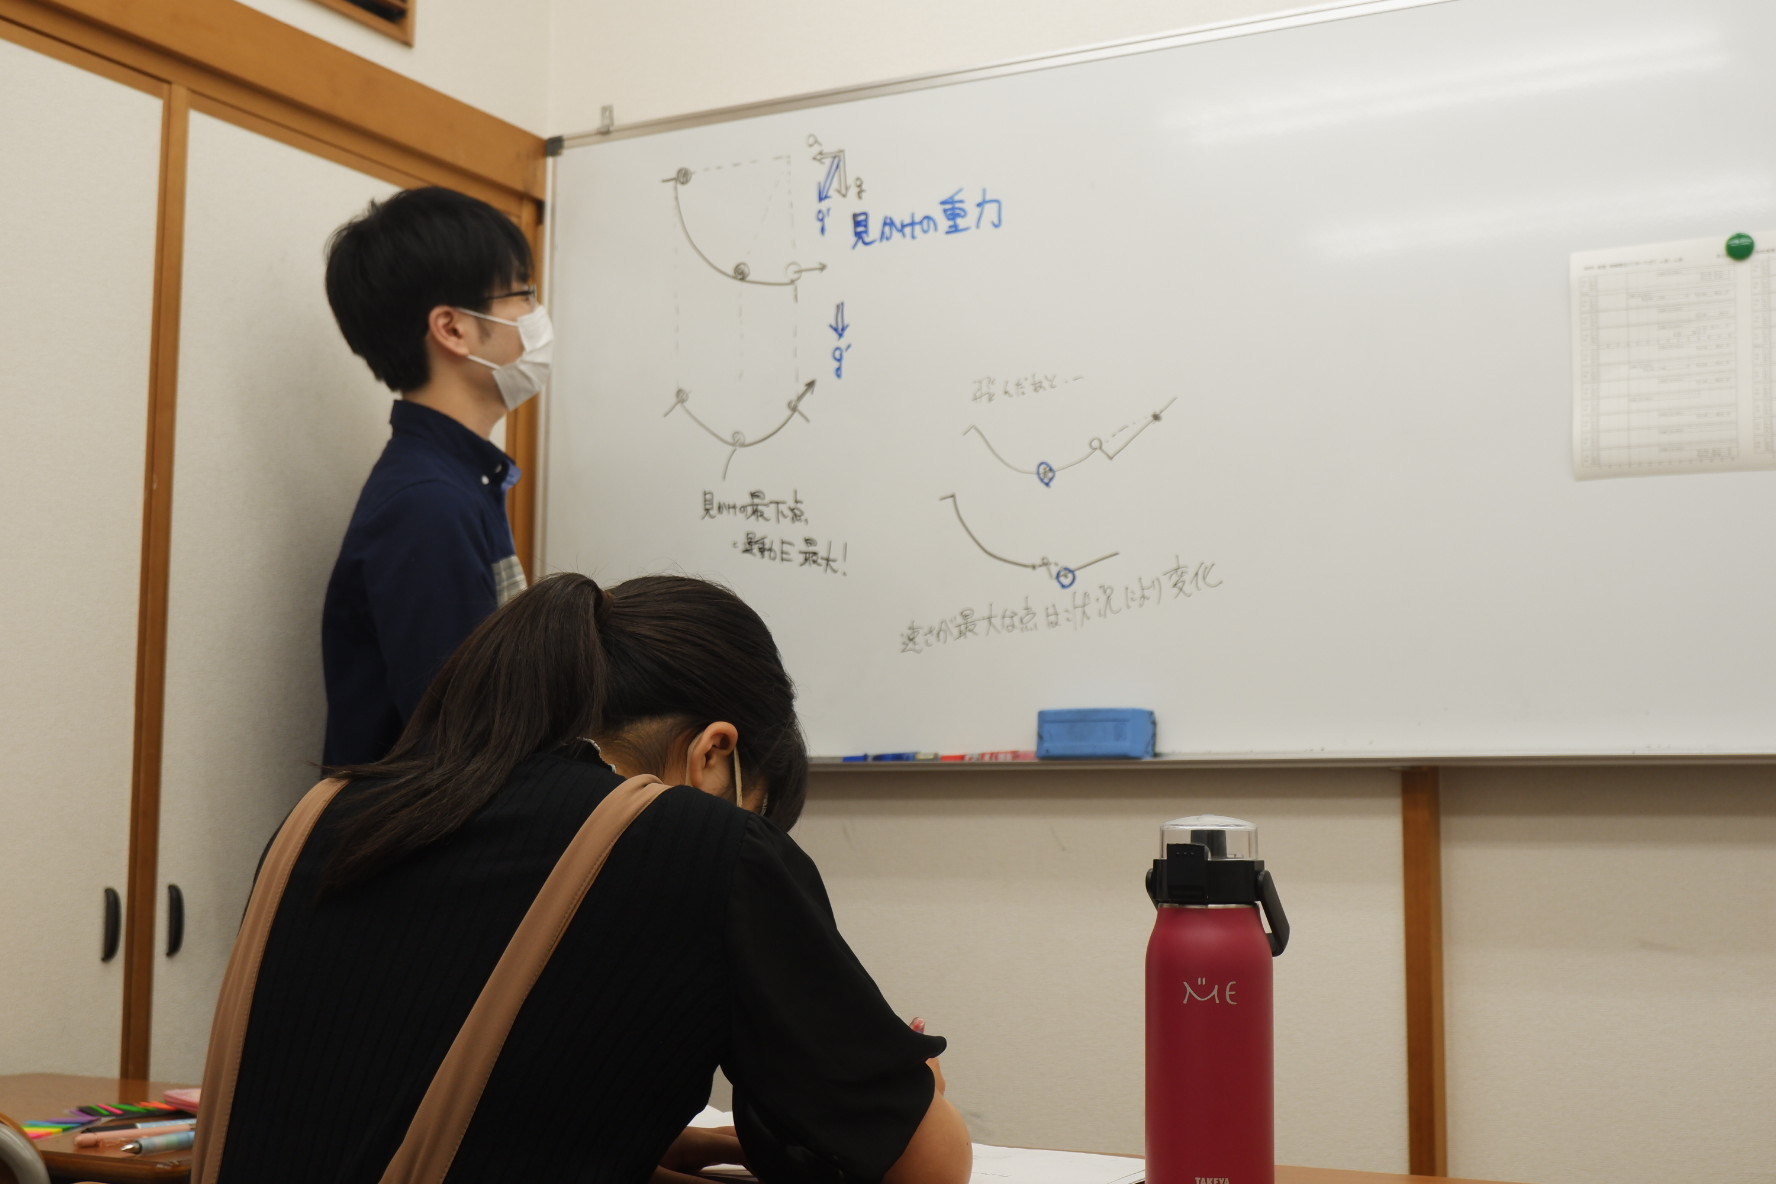 a
g
g'
見かけの重力
g'
飛んだあと…
見かけの最下点
=運動E最大!
速さが最大な点は状況により変化
ME
TAKEYA